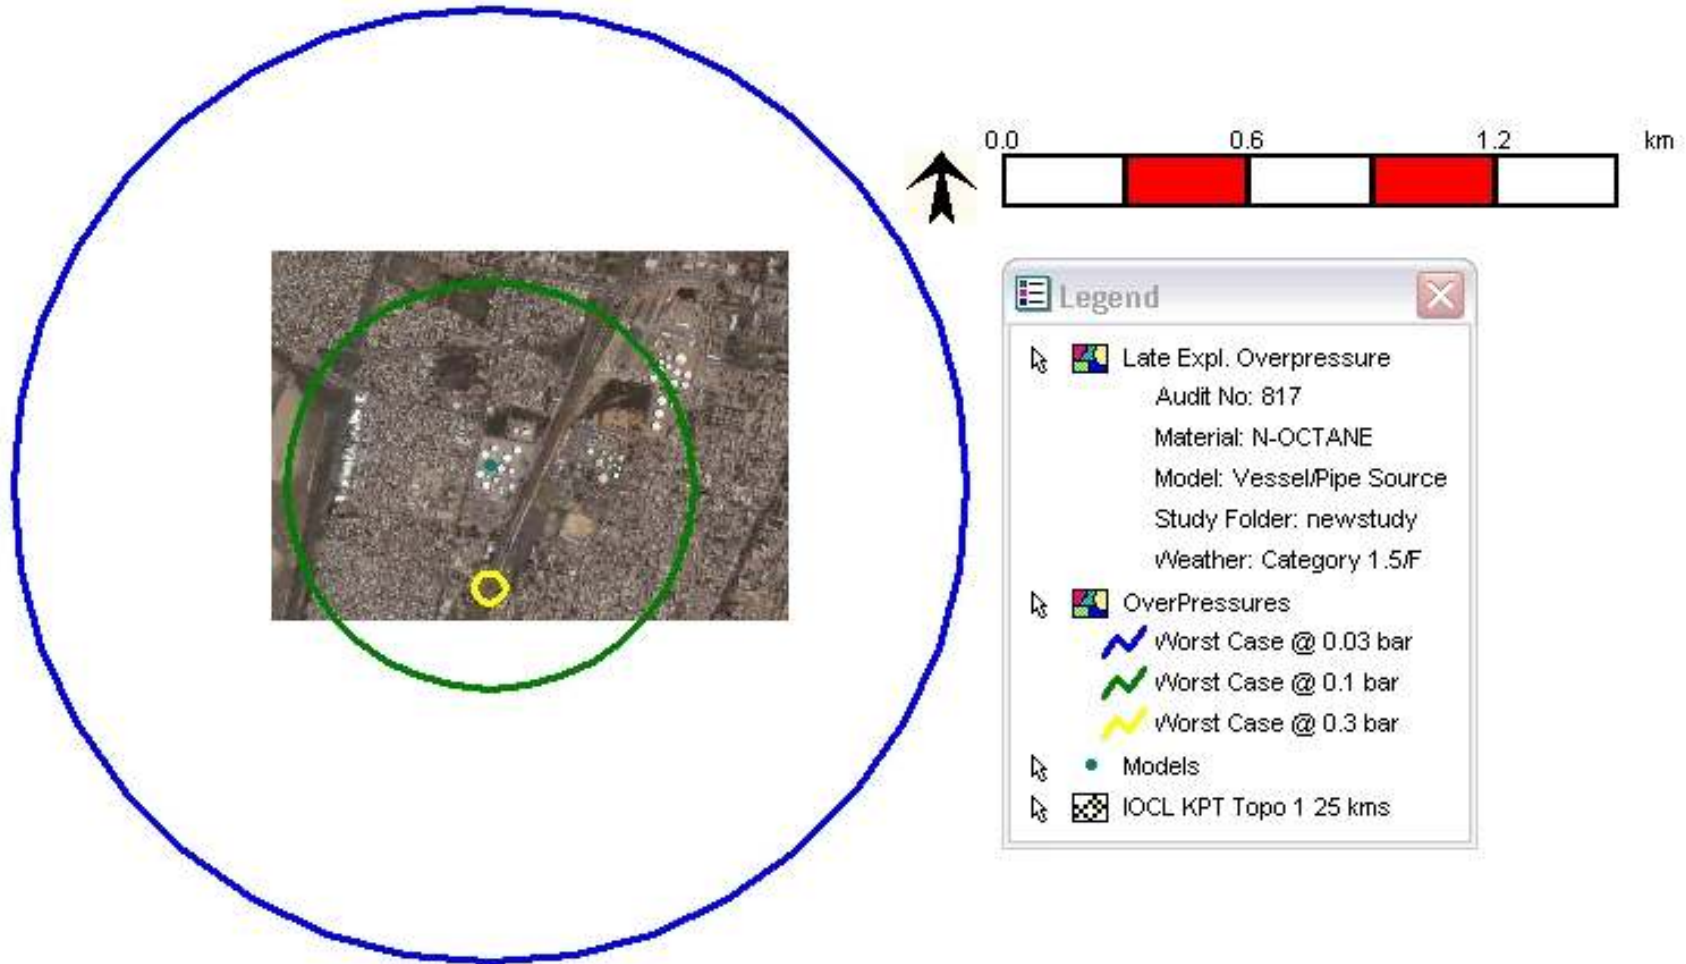 0.0 0.6 1.2 km
Legend
Late Expl. Overpressure
Audit No: 817
Material: N-OCTANE
Model: Vessel/Pipe Source
Study Folder: newstudy
Weather: Category 1.5/F
OverPressures
Worst Case @ 0.03 bar
Worst Case @ 0.1 bar
Worst Case @ 0.3 bar
Models
IOCL KPT Topo 1 25 kms